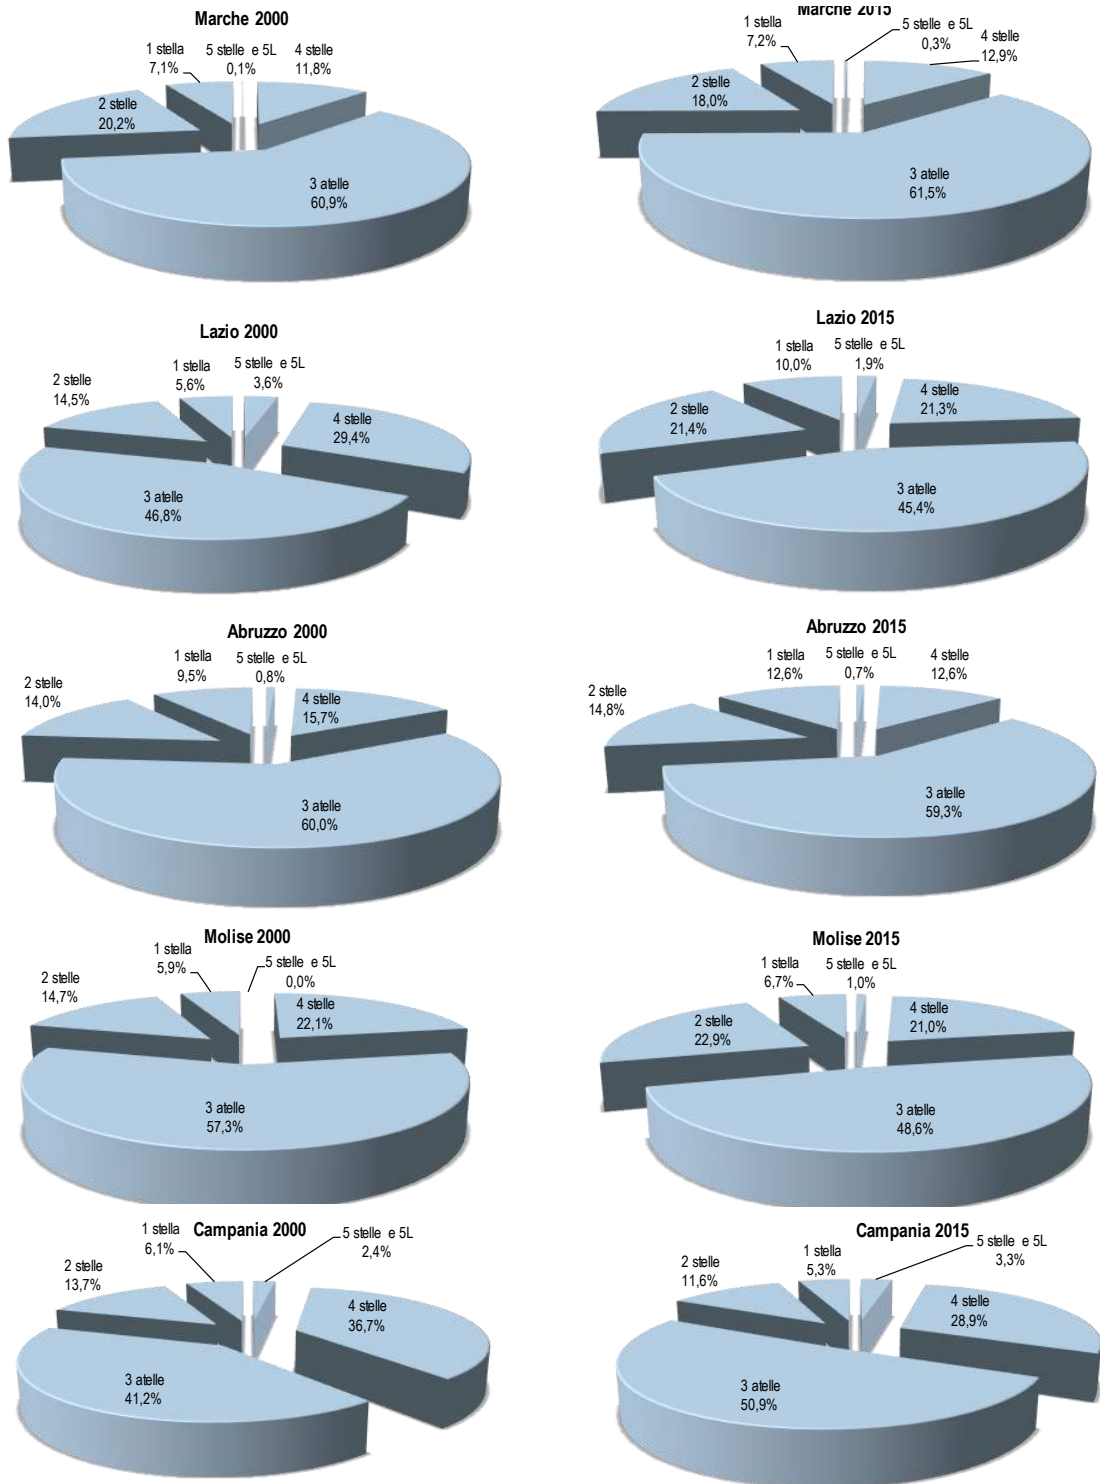 Marche 2000
1 stella
7,1%
5 stelle e 5L
0,1%
4 stelle
11,8%
2 stelle
20,2%
3 atelle
60,9%
Marche 2015
1 stella
7,2%
5 stelle e 5L
0,3%
4 stelle
12,9%
2 stelle
18,0%
3 atelle
61,5%
Lazio 2000
1 stella
5,6%
5 stelle e 5L
3,6%
2 stelle
14,5%
4 stelle
29,4%
3 atelle
46,8%
Lazio 2015
1 stella
10,0%
5 stelle e 5L
1,9%
4 stelle
21,3%
2 stelle
21,4%
3 atelle
45,4%
Abruzzo 2000
1 stella
9,5%
5 stelle e 5L
0,8%
2 stelle
14,0%
4 stelle
15,7%
3 atelle
60,0%
Abruzzo 2015
1 stella
12,6%
5 stelle e 5L
0,7%
4 stelle
12,6%
2 stelle
14,8%
3 atelle
59,3%
Molise 2000
1 stella
5,9%
5 stelle e 5L
0,0%
2 stelle
14,7%
4 stelle
22,1%
3 atelle
57,3%
Molise 2015
1 stella
6,7%
5 stelle e 5L
1,0%
4 stelle
21,0%
2 stelle
22,9%
3 atelle
48,6%
Campania 2000
1 stella
6,1%
5 stelle e 5L
2,4%
2 stelle
13,7%
4 stelle
36,7%
3 atelle
41,2%
Campania 2015
1 stella
5,3%
5 stelle e 5L
3,3%
2 stelle
11,6%
4 stelle
28,9%
3 atelle
50,9%